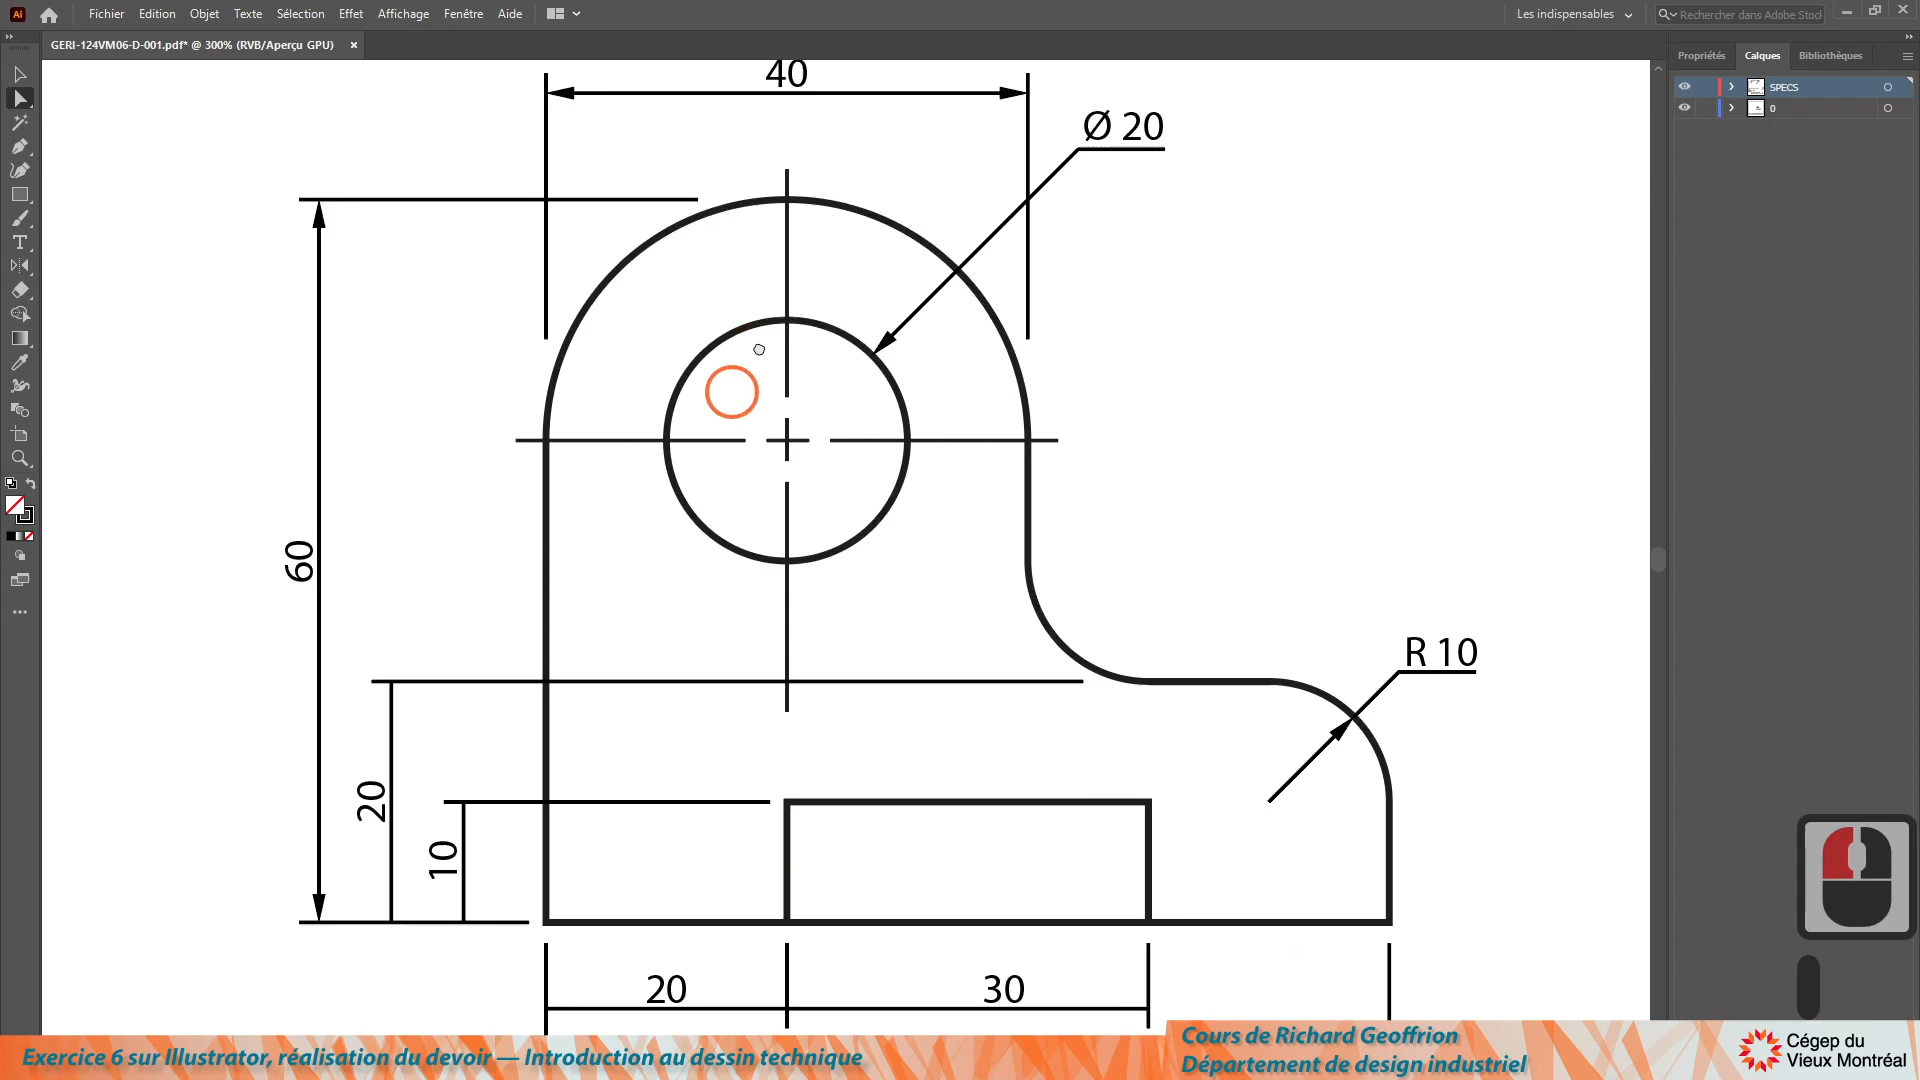 Ai
Fichier Edition Objet Texte Sélection Effet Affichage Fenêtre Aide
Les indispensables
Rechercher dans Adobe Stock
GERI-124VM06-D-001.pdf* @ 300% (RVB/Aperçu GPU) ×
Propriétés Calques Bibliothèques
SPECS
0
40
Ø 20
60
R 10
20
10
20
30
Exercice 6 sur Illustrator, réalisation du devoir — Introduction au dessin technique
Cours de Richard Geoffrion
Département de design industriel
Cégep du
Vieux Montréal